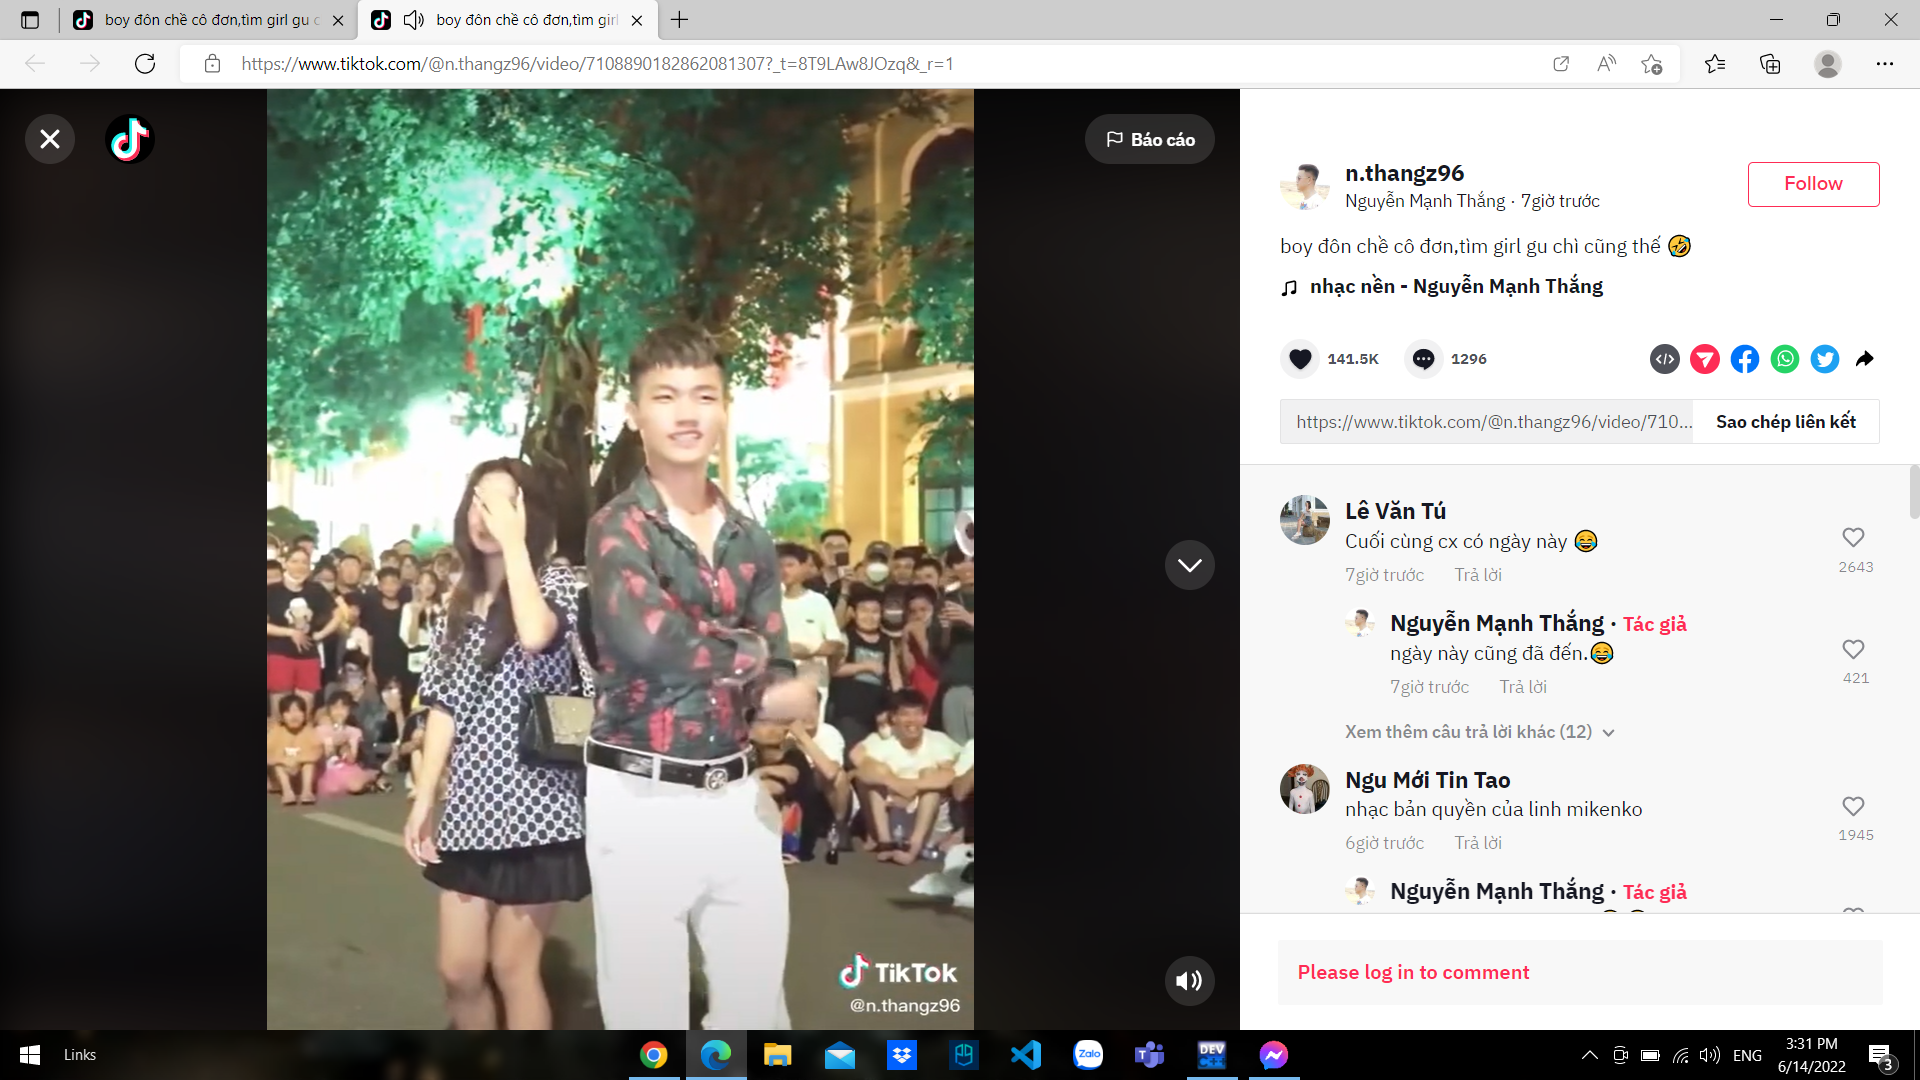 boy đôn chề cô đơn,tìm girl gu c
boy đôn chề cô đơn,tìm girl
https://www.tiktok.com/@n.thangz96/video/7108890182862081307?_t=8T9LAw8JOzq&_r=1
Báo cáo
n.thangz96
Nguyễn Mạnh Thắng · 7giờ trước
Follow
boy đôn chề cô đơn,tìm girl gu chì cũng thế 🤣
nhạc nền - Nguyễn Mạnh Thắng
141.5K
1296
https://www.tiktok.com/@n.thangz96/video/710...
Sao chép liên kết
Lê Văn Tú
Cuối cùng cx có ngày này 😂
7giờ trước Trả lời
2643
Nguyễn Mạnh Thắng · Tác giả
ngày này cũng đã đến.😂
7giờ trước Trả lời
421
Xem thêm câu trả lời khác (12)
Ngu Mới Tin Tao
nhạc bản quyền của linh mikenko
6giờ trước Trả lời
1945
Nguyễn Mạnh Thắng · Tác giả
Please log in to comment
TikTok
@n.thangz96
Links
Zalo
DEV
C++
ENG
3:31 PM
6/14/2022
3